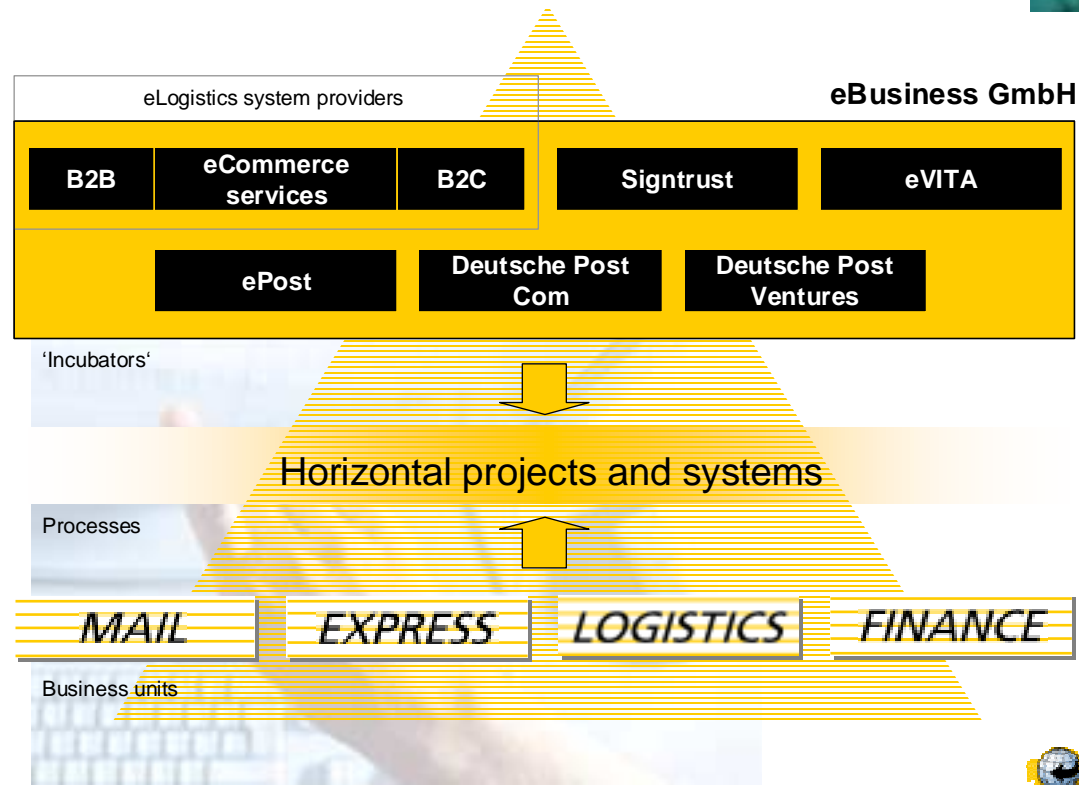 eLogistics system providers
eBusiness GmbH
B2B
eCommerce
services
B2C
Signtrust
eVITA
ePost
Deutsche Post
Com
Deutsche Post
Ventures
‘Incubators‘
Horizontal projects and systems
Processes
MAIL
EXPRESS
LOGISTICS
FINANCE
Business units